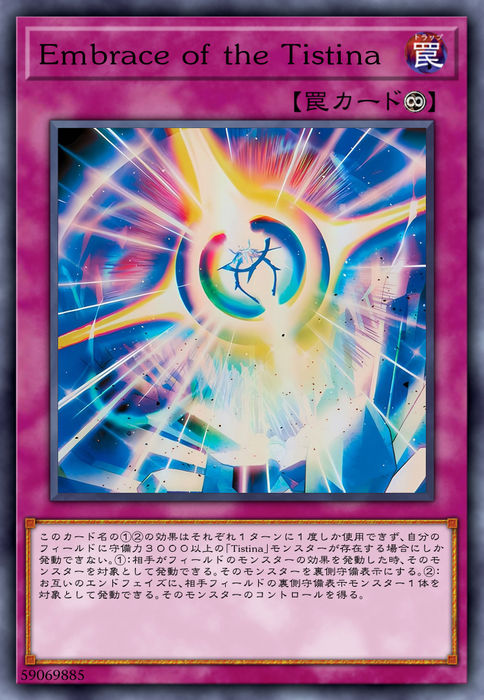 Embrace of the Tistina
トラップ
罠
【罠カード♾】
このカード名の①②の効果はそれぞれ1ターンに1度しか使用できず、自分の
フィールドに守備力3000以上の「Tistina」モンスターが存在する場合にしか
発動できない。①:相手がフィールドのモンスターの効果を発動した時、そのモ
ンスターを対象として発動できる。そのモンスターを裏側守備表示にする。②:
お互いのエンドフェイズに、相手フィールドの裏側守備表示モンスター1体を
対象として発動できる。そのモンスターのコントロールを得る。
59069885